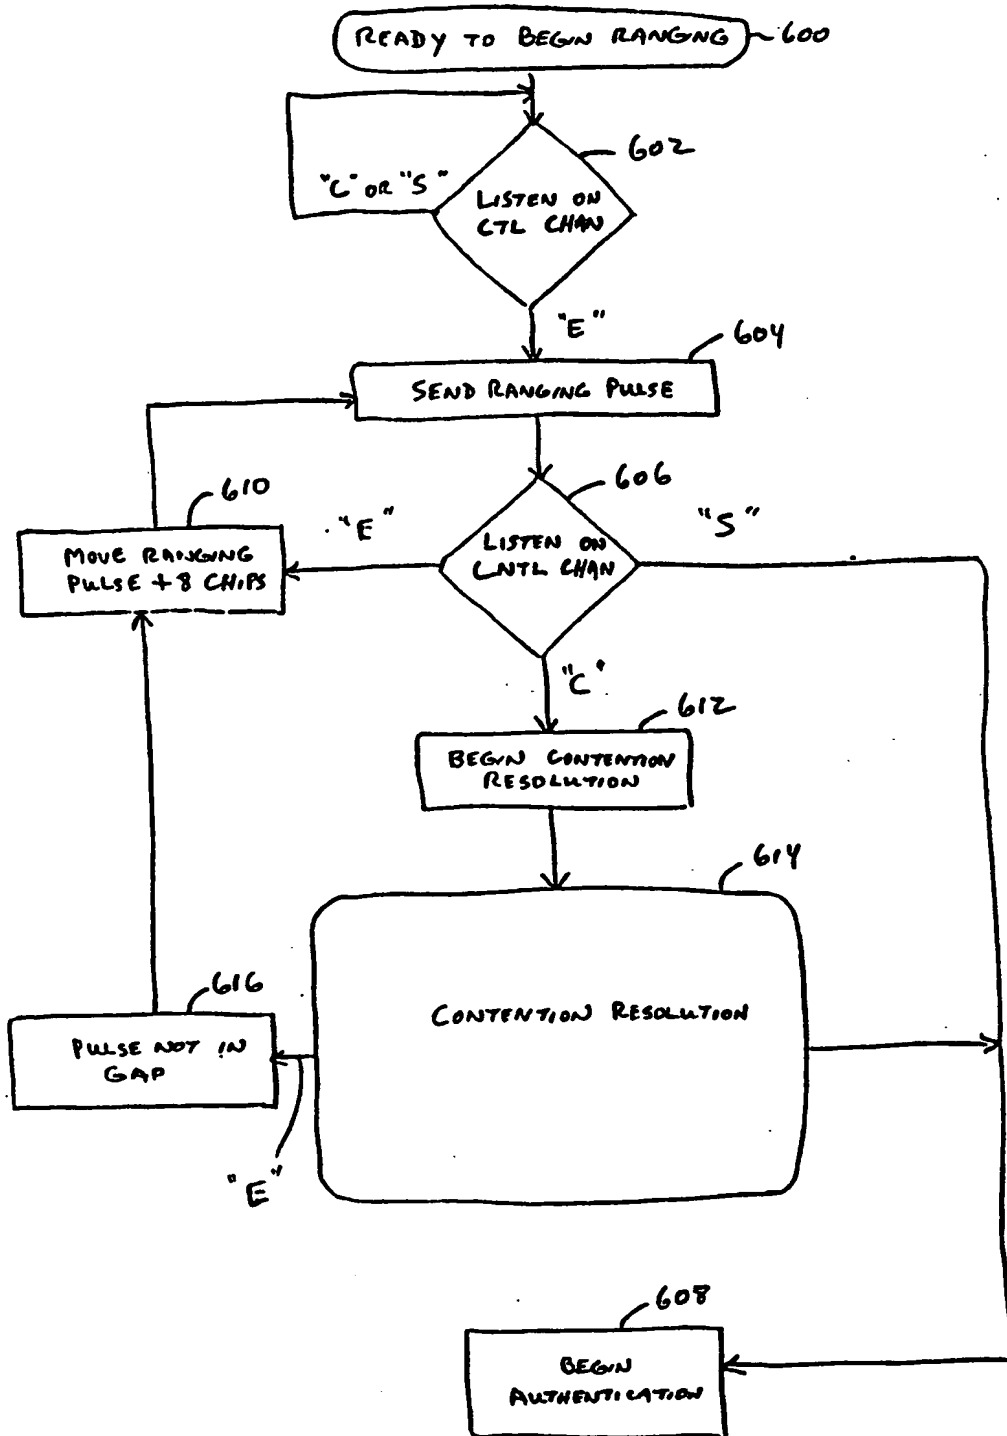 READY TO BEGIN RANGING
600
602
"C" OR "S"
LISTEN ON
CTL CHAN
"E"
604
SEND RANGING PULSE
606
610
"E"
"S"
MOVE RANGING
PULSE + 8 CHIPS
LISTEN ON
CNTL CHAN
"C"
612
BEGIN CONTENTION
RESOLUTION
614
616
CONTENTION RESOLUTION
PULSE NOT IN
GAP
"E"
608
BEGIN
AUTHENTICATION